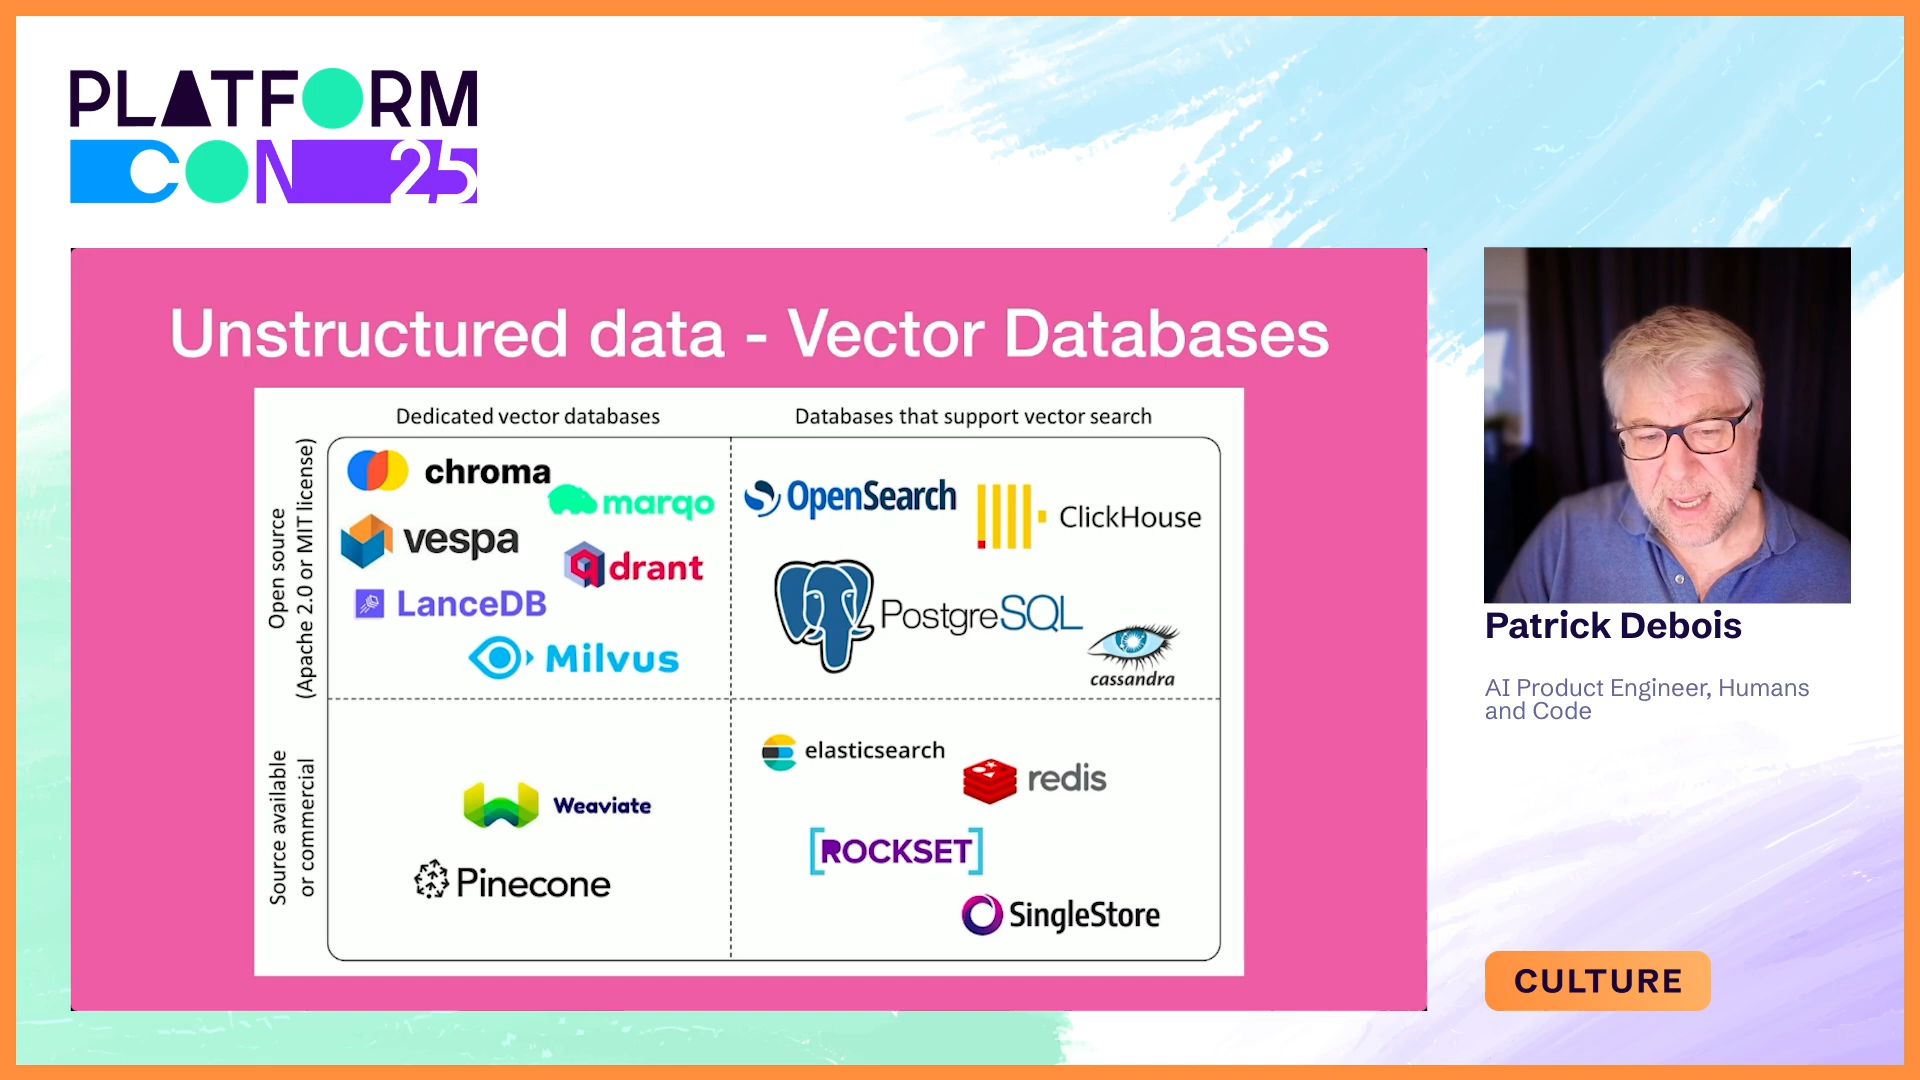 PLATFORM
CON 25
Unstructured data - Vector Databases
Dedicated vector databases
Databases that support vector search
Open source
(Apache 2.0 or MIT license)
chroma
marqo
vespa
qdrant
LanceDB
Milvus
OpenSearch
ClickHouse
PostgreSQL
cassandra
Source available
or commercial
Weaviate
Pinecone
elasticsearch
redis
[ROCKSET]
SingleStore
Patrick Debois
AI Product Engineer, Humans
and Code
CULTURE